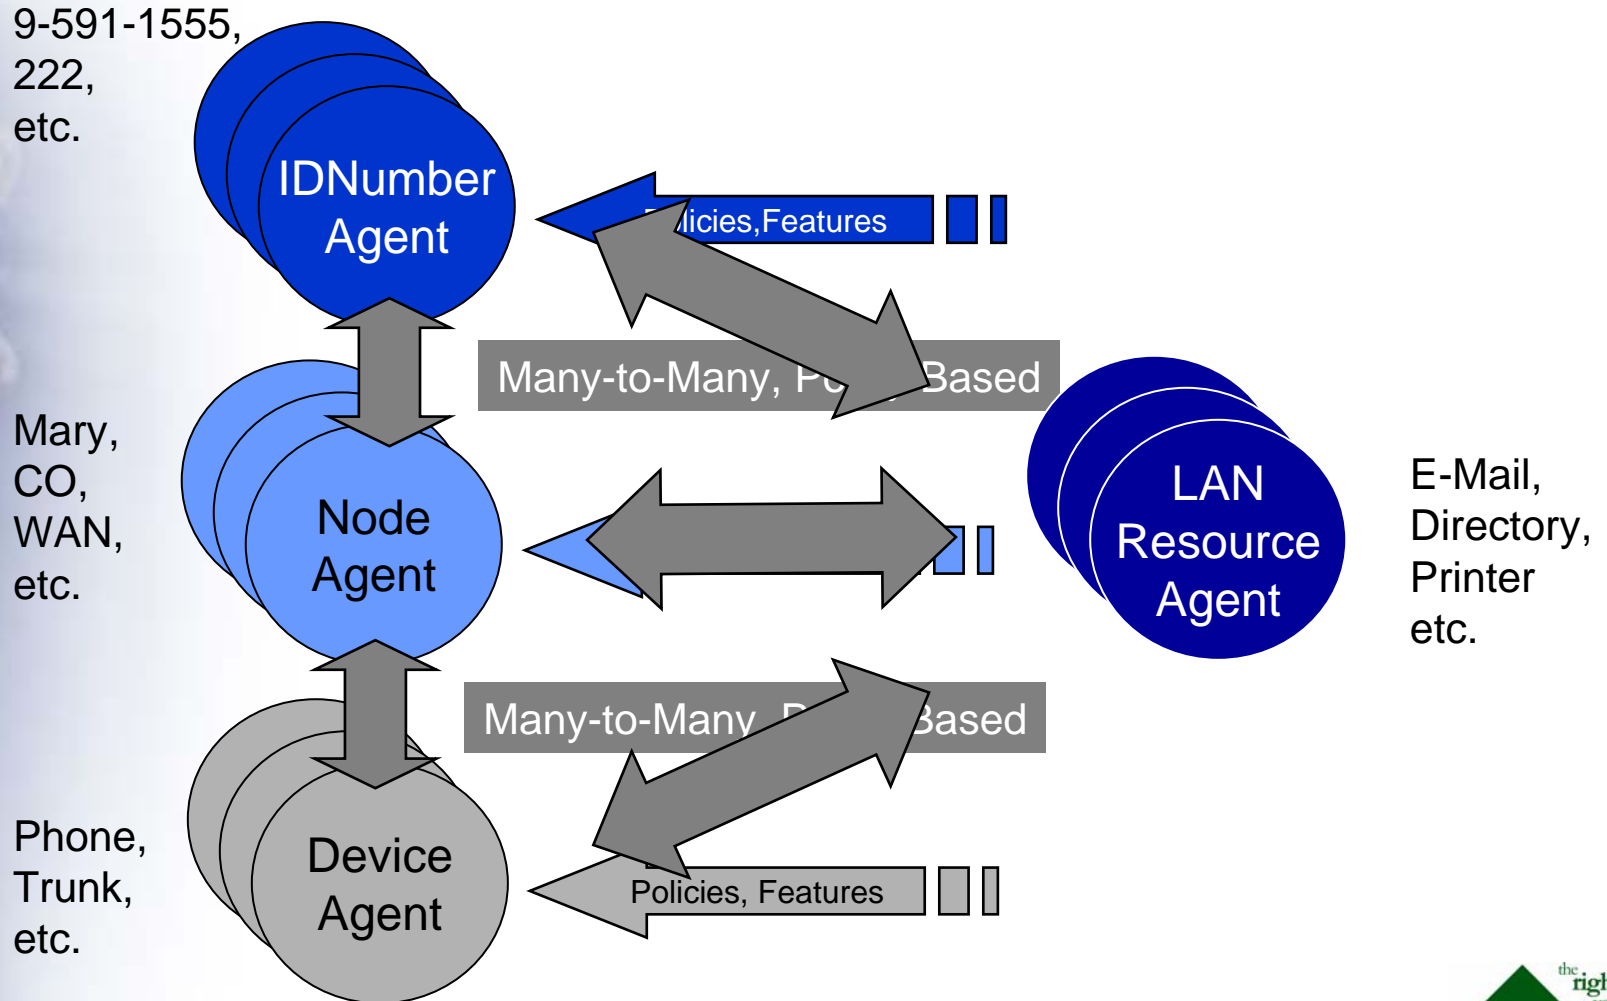 9-591-1555,
222,
etc.
IDNumber
Agent
Features
Many-to-Many, Based
Mary,
CO,
WAN,
etc.
Node
Agent
LAN
Resource
Agent
E-Mail,
Directory,
Printer
etc.
Many-to-Many, Based
Phone,
Trunk,
etc.
Device
Agent
Policies, Features
the